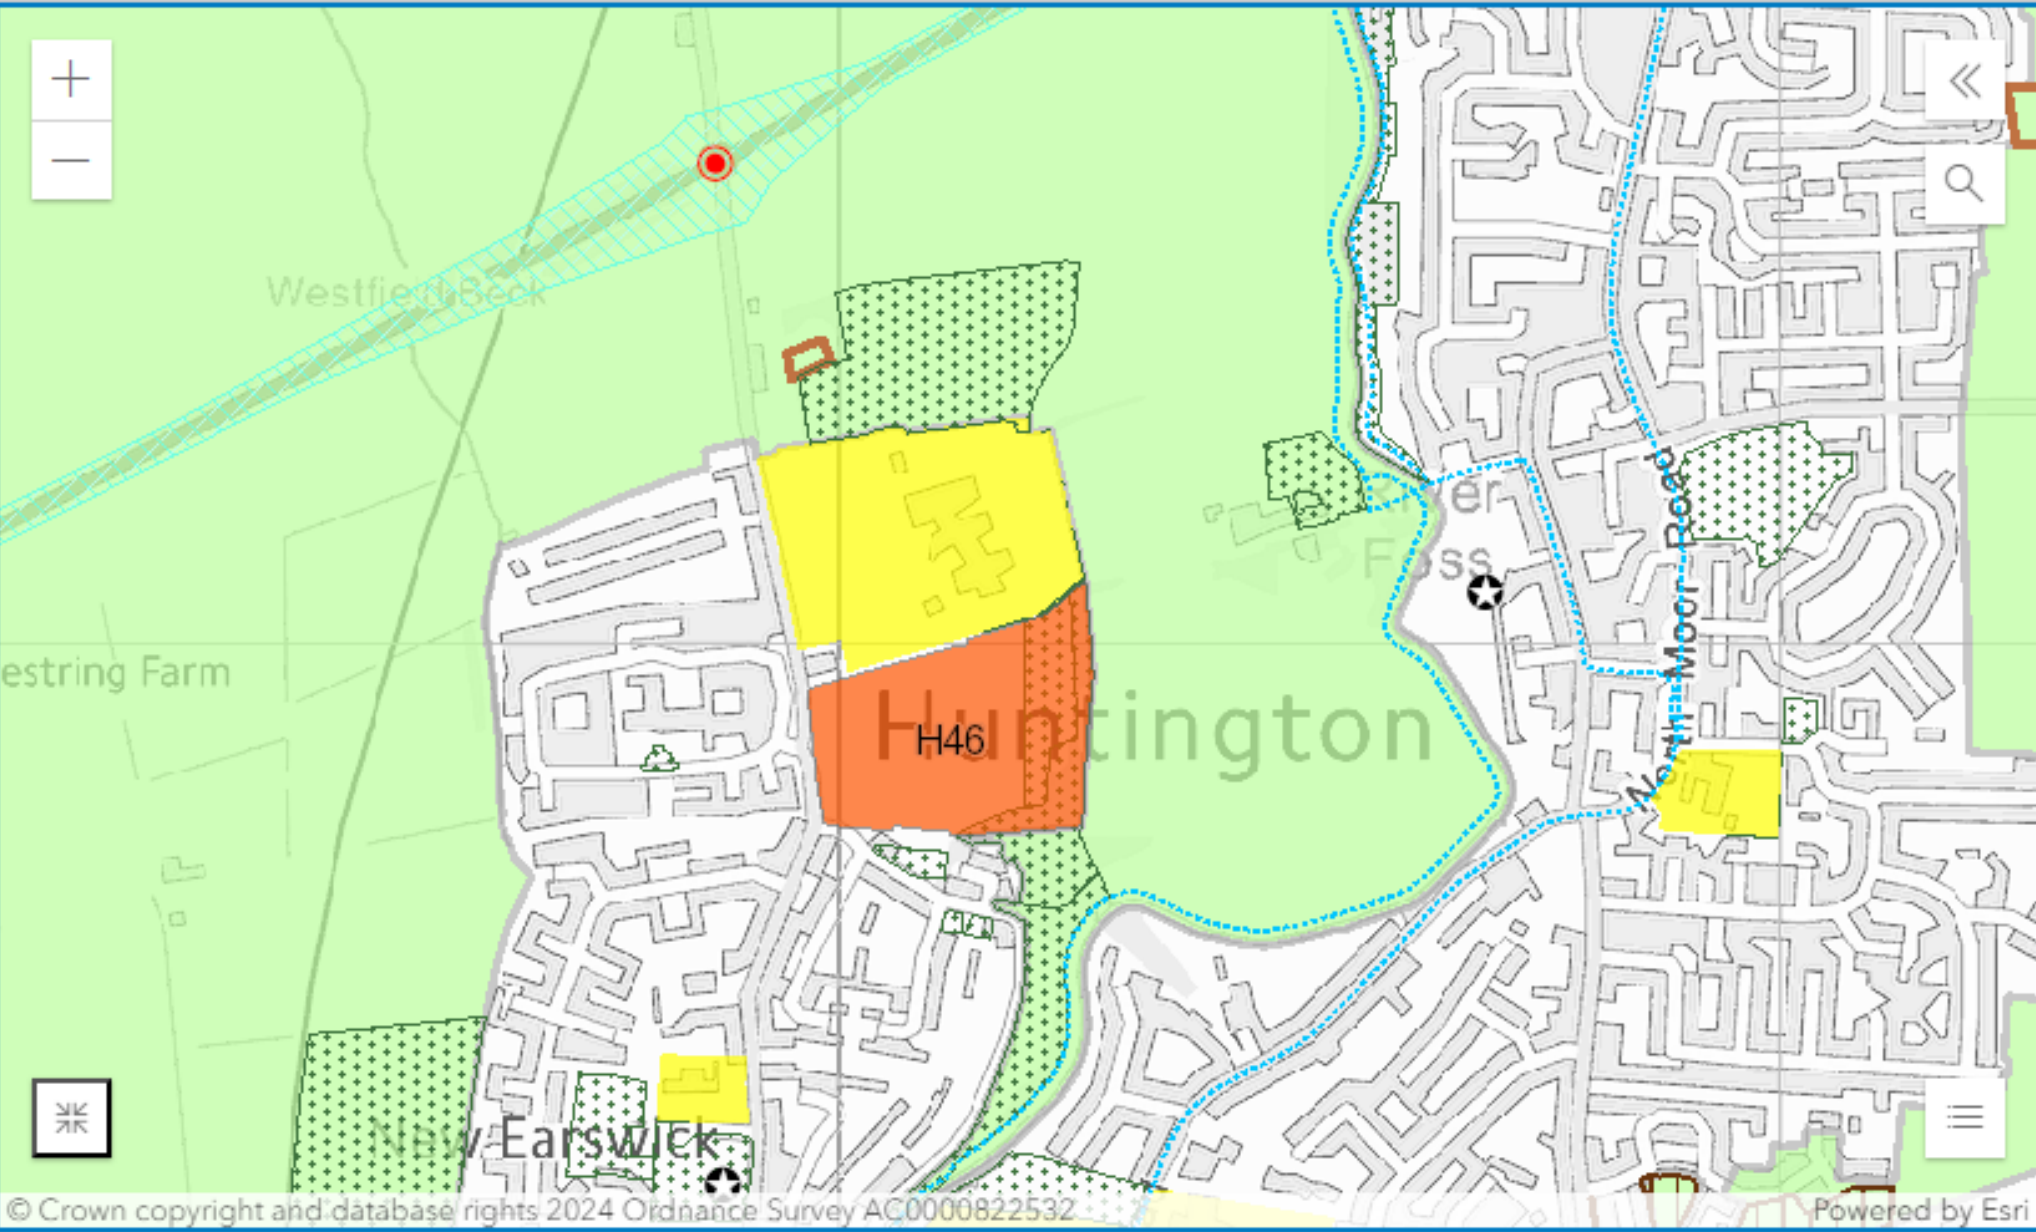 Westfield Beck
River
Foss
North Moor Road
estring Farm
Huntington
H46
New Earswick
© Crown copyright and database rights 2024 Ordnance Survey AC0000822532
Powered by Esri